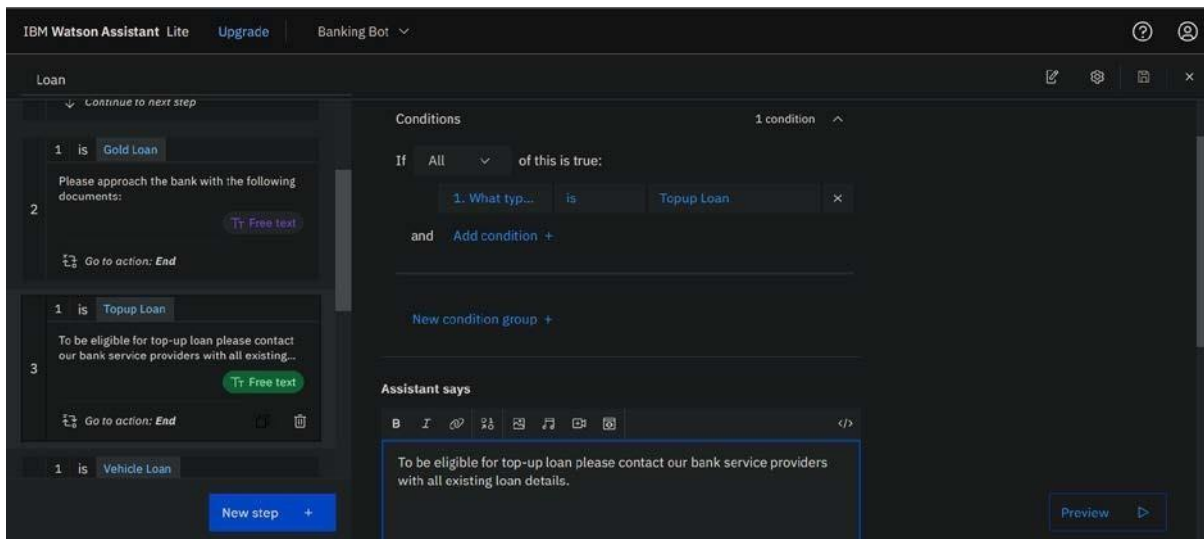 IBM Watson Assistant Lite Upgrade Banking Bot
Loan
Continue to next step
1 is Gold Loan
Please approach the bank with the following
documents:
2
Free text
Go to action: End
1 is Topup Loan
To be eligible for top-up loan please contact
our bank service providers with all existing...
3
Free text
Go to action: End
1 is Vehicle Loan
New step +
Conditions 1 condition
If All of this is true:
1. What typ... is Topup Loan
and Add condition +
New condition group +
Assistant says
B I </>
To be eligible for top-up loan please contact our bank service providers
with all existing loan details.
Preview